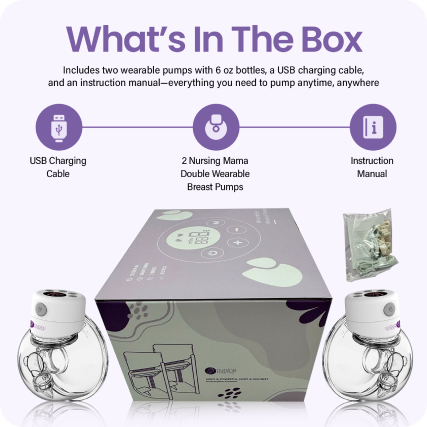 What's In The Box
Includes two wearable pumps with 6 oz bottles, a USB charging cable,
and an instruction manual—everything you need to pump anytime, anywhere
USB Charging
Cable
2 Nursing Mama
Double Wearable
Breast Pumps
Instruction
Manual